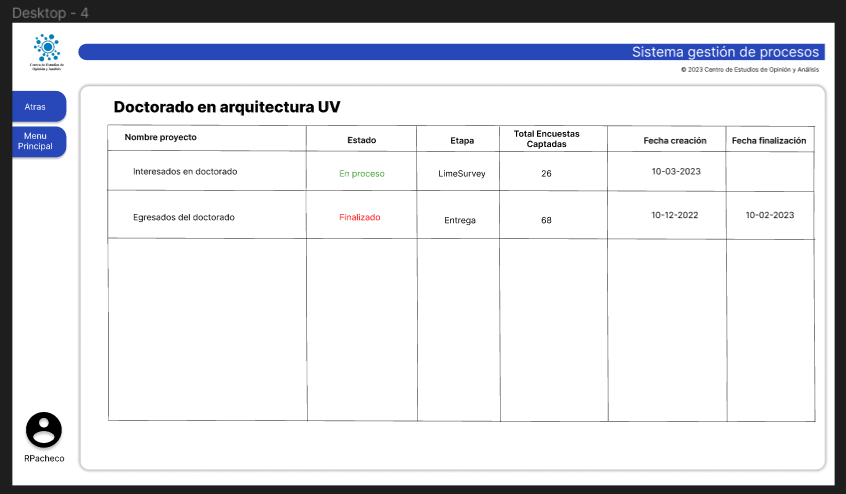 Desktop - 4
Centro de Estudios de
Opinión y Análisis
Sistema gestión de procesos
© 2023 Centro de Estudios de Opinión y Análisis
Atras
Menu
Principal
Doctorado en arquitectura UV
Nombre proyecto Estado Etapa Total Encuestas Captadas Fecha creación Fecha finalización
Interesados en doctorado En proceso LimeSurvey 26 10-03-2023
Egresados del doctorado Finalizado Entrega 68 10-12-2022 10-02-2023
RPacheco